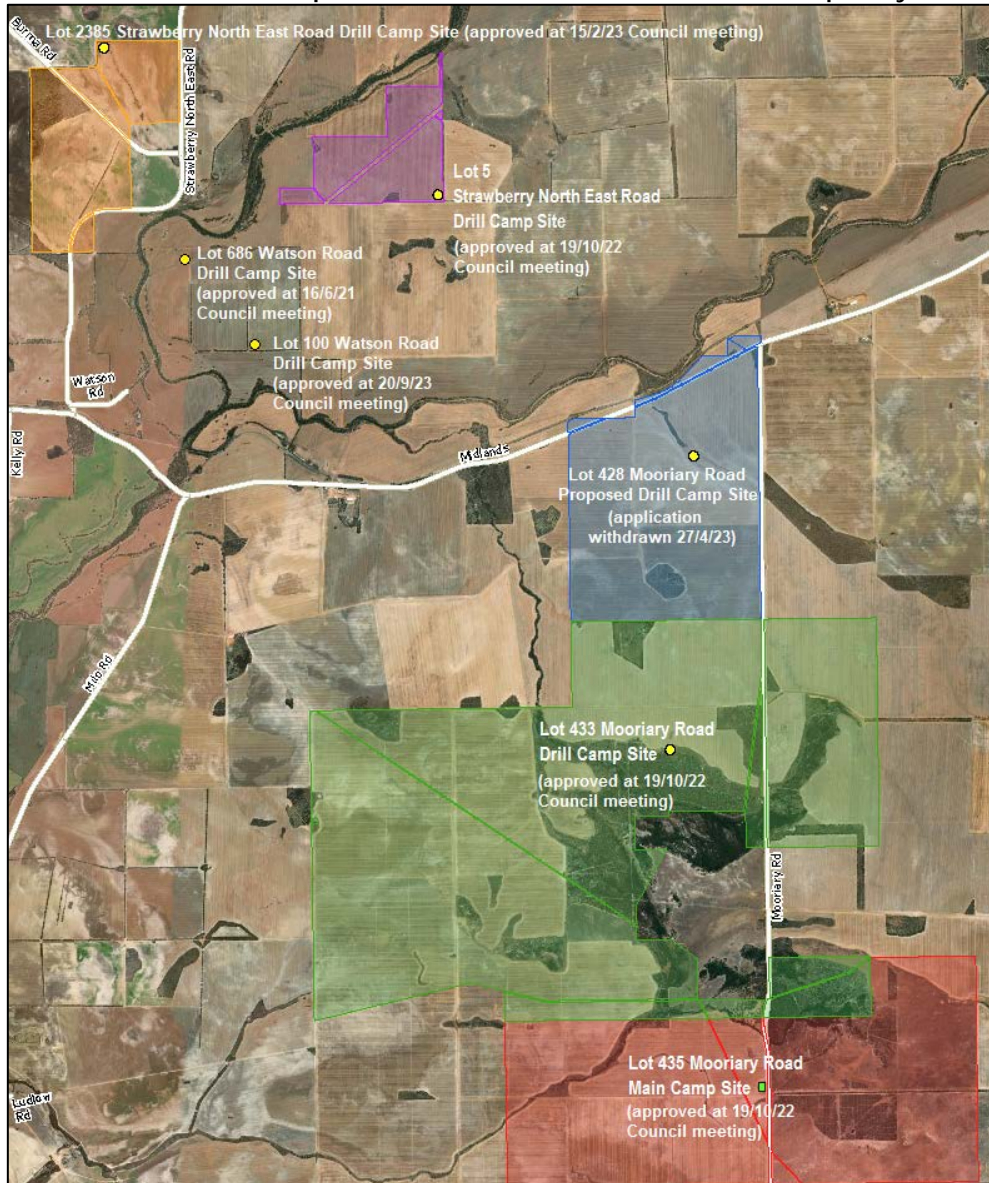 Burma Rd
Lot 2385 Strawberry North East Road Drill Camp Site (approved at 15/2/23 Council meeting)
Strawberry North East Rd
Lot 5
Strawberry North East Road
Drill Camp Site
(approved at 19/10/22
Council meeting)
Lot 686 Watson Road
Drill Camp Site
(approved at 16/6/21
Council meeting)
Lot 100 Watson Road
Drill Camp Site
(approved at 20/9/23
Council meeting)
Watson
Rd
Kelly Rd
Midlands
Lot 428 Mooriary Road
Proposed Drill Camp Site
(application
withdrawn 27/4/23)
Milo Rd
Lot 433 Mooriary Road
Drill Camp Site
(approved at 19/10/22
Council meeting)
Mooriary Rd
Lot 435 Mooriary Road
Main Camp Site
(approved at 19/10/22
Council meeting)
Ludlow
Rd